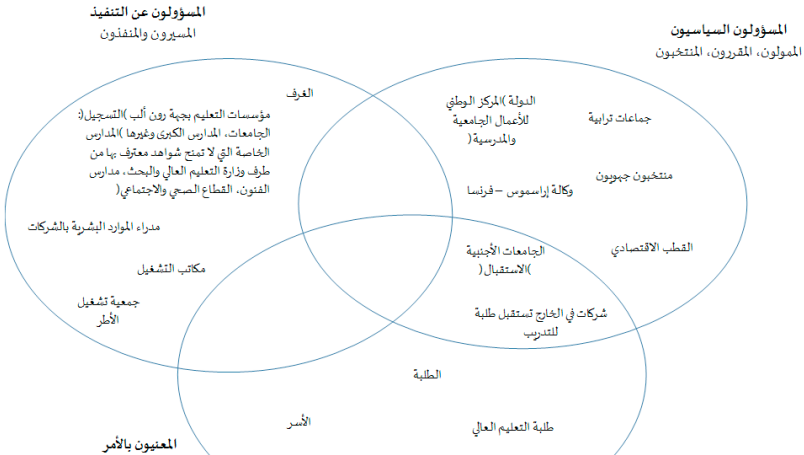 المسؤولون عن التنفيذ
المسيرون والمنفذون
المسؤولون السياسيون
الممولون، المقررون، المنتخبون
الغرف
مؤسسات التعليم بجهة رون ألب )التسجيل(:
الجامعات، المدارس الكبرى وغيرها )المدارس
الخاصة التي لا تمنح شواهد معترف بها من
طرف وزارة التعليم العالي والبحث، مدارس
الفنون، القطاع الصحي والاجتماعي(
مدراء الموارد البشرية بالشركات
مكاتب التشغيل
جمعية تشغيل
الأطر
الدولة )المركز الوطني
للأعمال الجامعية
والمدرسية(
جماعات ترابية
منتخبون جهويون
وكالة إراسموس – فرنسا
القطب الاقتصادي
الجامعات الأجنبية
)الاستقبال(
شركات في الخارج تستقبل طلبة
للتدريب
الطلبة
الأسر
طلبة التعليم العالي
المعنيون بالأمر